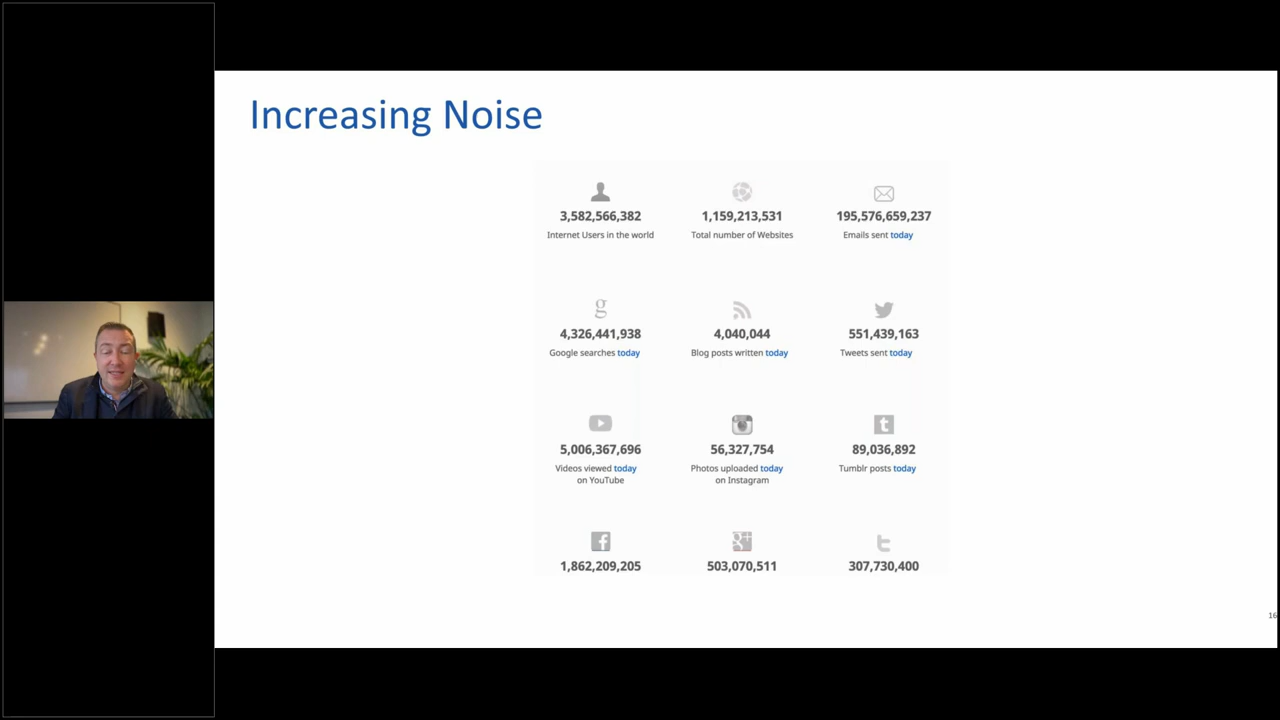 Increasing Noise
3,582,566,382
Internet Users in the world
1,159,213,531
Total number of Websites
195,576,659,237
Emails sent today
4,326,441,938
Google searches today
4,040,044
Blog posts written today
551,439,163
Tweets sent today
5,006,367,696
Videos viewed today
on YouTube
56,327,754
Photos uploaded today
on Instagram
89,036,892
Tumblr posts today
1,862,209,205
503,070,511
307,730,400
16